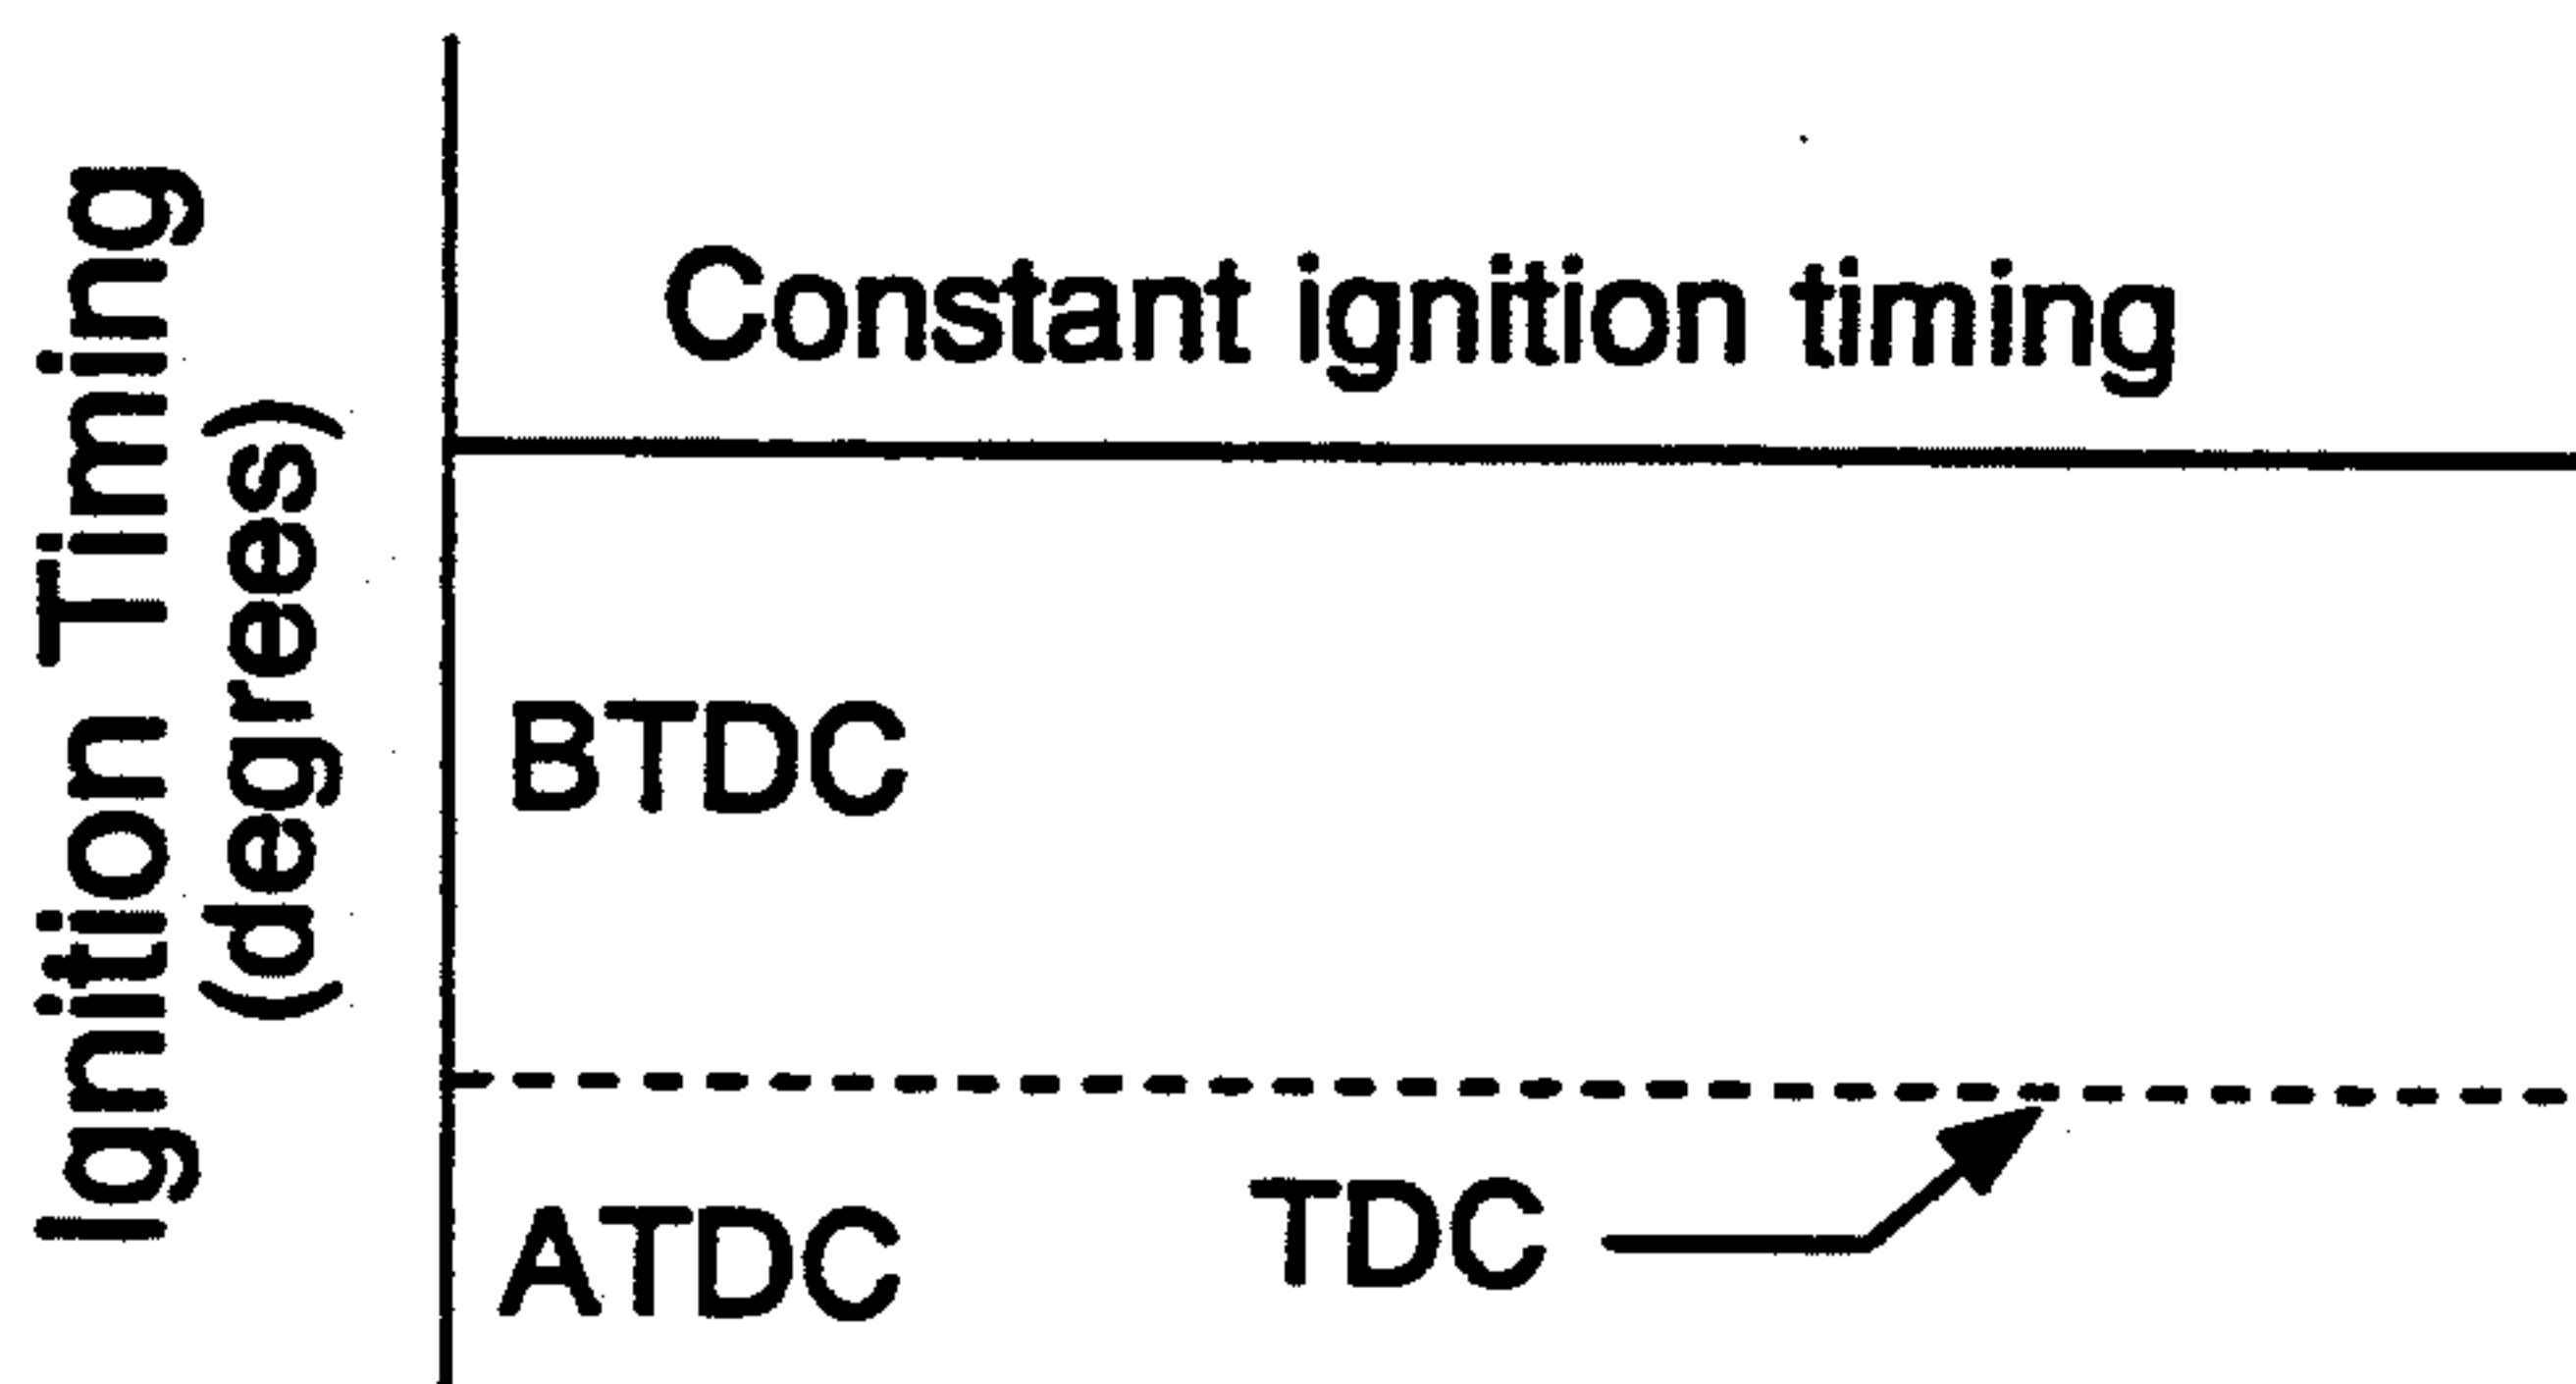 Ignition Timing
(degrees)
Constant ignition timing
BTDC
ATDC
TDC